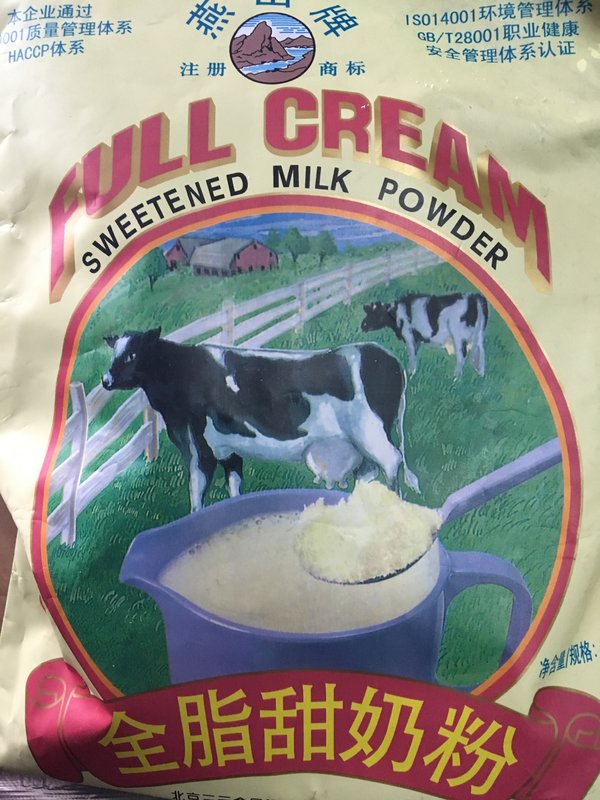 本企业通过
001质量管理体系
HACCP体系
燕山牌
注册 商标
ISO14001环境管理体系
GB/T28001职业健康
安全管理体系认证
FULL CREAM
SWEETENED MILK POWDER
净含量/规格:
全脂甜奶粉